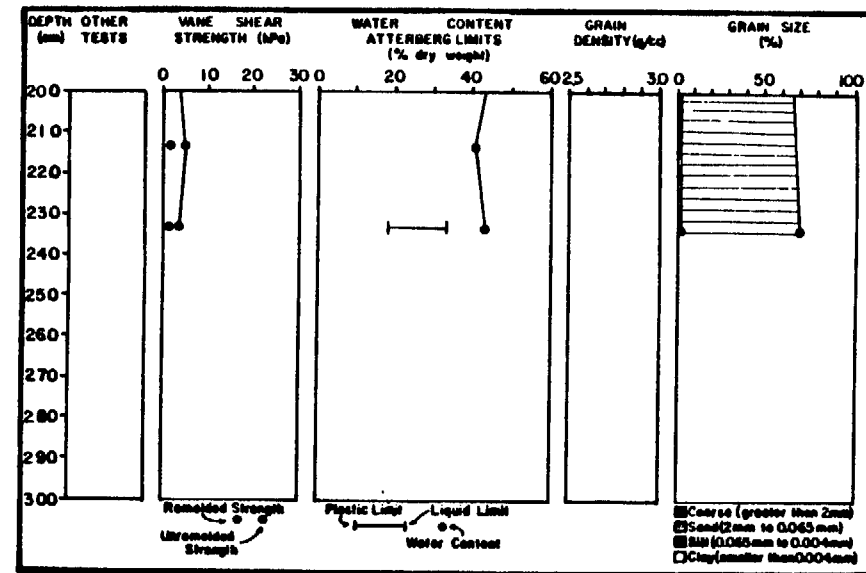 DEPTH OTHER VANE SHEAR WATER CONTENT GRAIN GRAIN SIZE
(cm) TESTS STRENGTH (kPa) ATTERBERG LIMITS DENSITY (g/cc) (%)
(% dry weight)
0 10 20 30 0 20 40 60 2.5 3.0 0 50 100
200
210
220
230
240
250
260
270
280
290
300
Remolded Strength
Unremolded Strength
Plastic Limit
Liquid Limit
Water Content
Coarse (greater than 2mm)
Sand (2mm to 0.065mm)
Silt (0.065mm to 0.004mm)
Clay (smaller than 0.004mm)